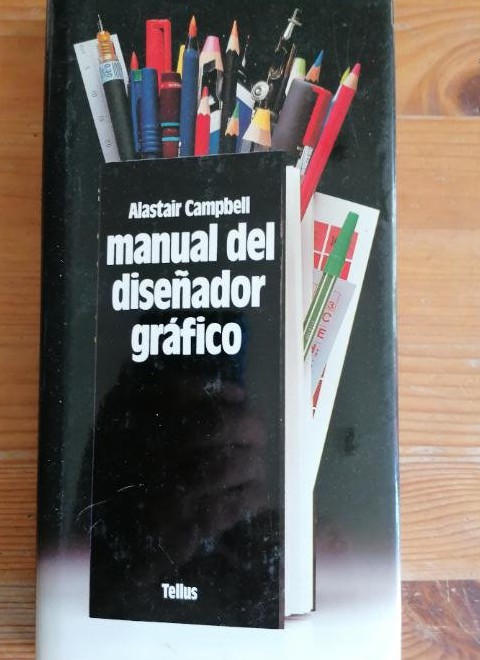 Alastair Campbell
manual del
diseñador
gráfico
Tellus